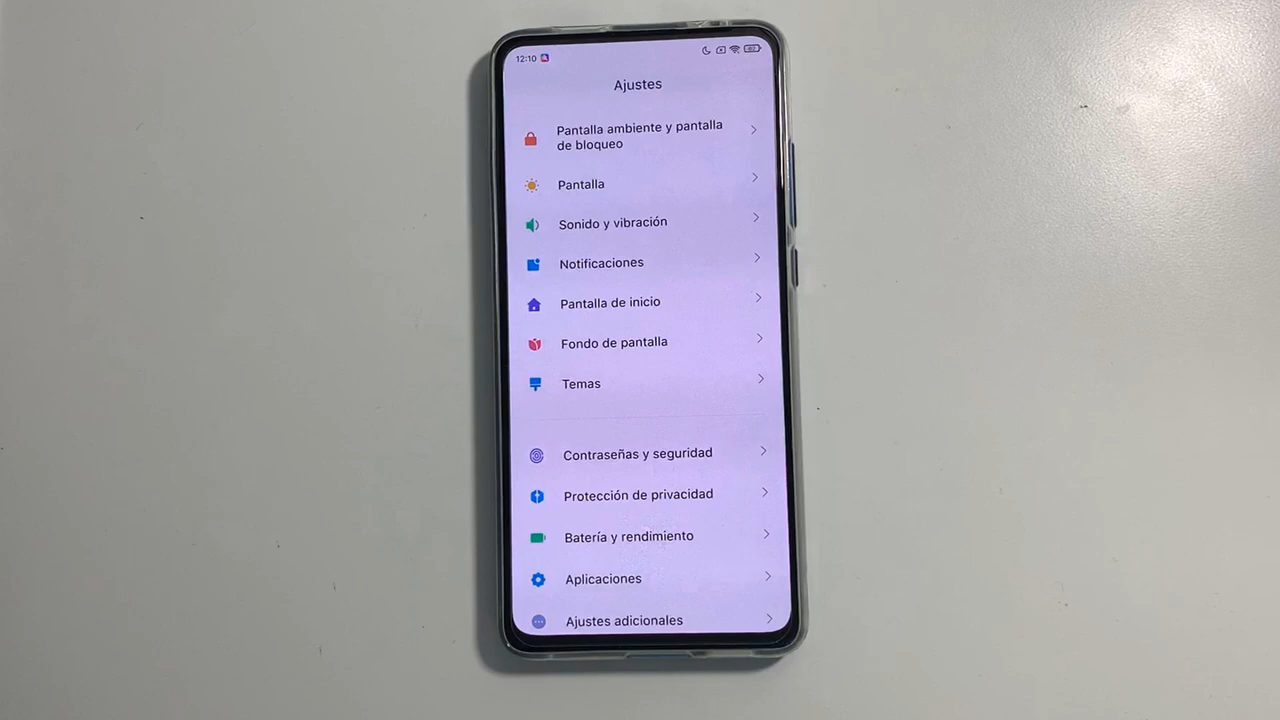 12:10
Ajustes
Pantalla ambiente y pantalla
de bloqueo
Pantalla
Sonido y vibración
Notificaciones
Pantalla de inicio
Fondo de pantalla
Temas
Contraseñas y seguridad
Protección de privacidad
Batería y rendimiento
Aplicaciones
Ajustes adicionales